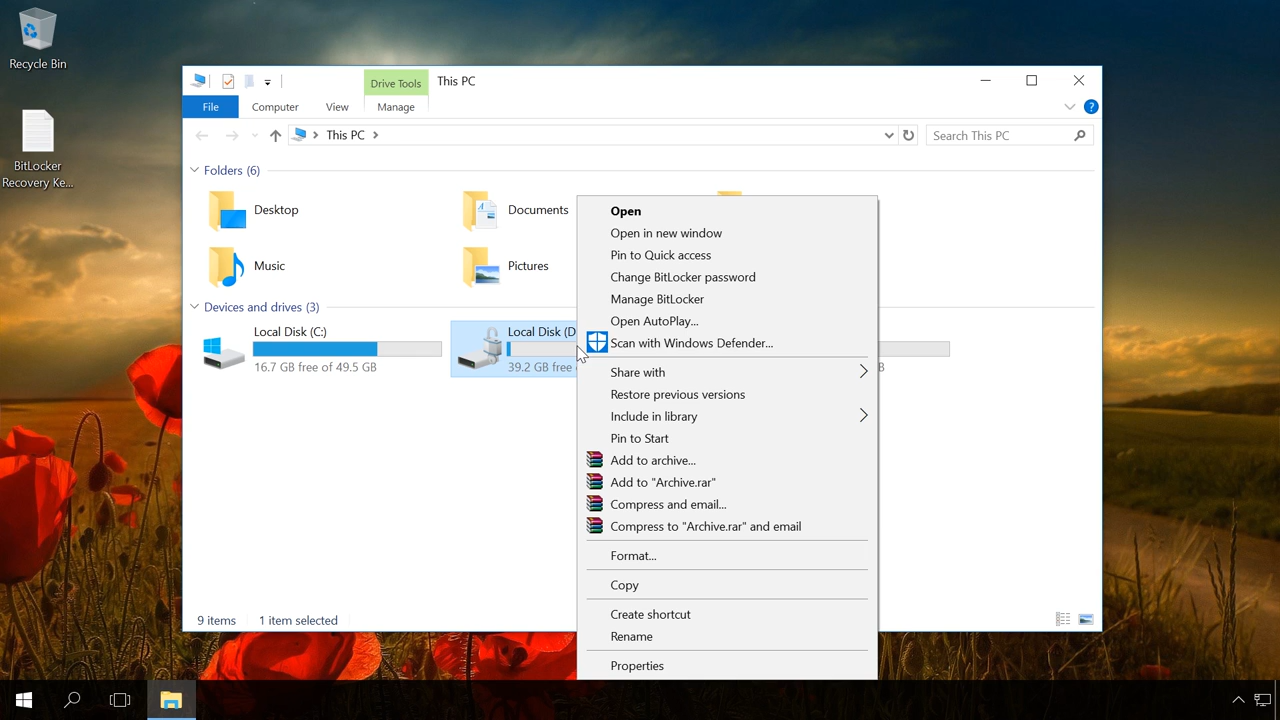 Recycle Bin
BitLocker
Recovery Ke...
Drive Tools
This PC
File
Computer
View
Manage
?
This PC
Search This PC
Folders (6)
Desktop
Documents
Music
Pictures
Devices and drives (3)
Local Disk (C:)
16.7 GB free of 49.5 GB
Local Disk (D
39.2 GB free
B
Open
Open in new window
Pin to Quick access
Change BitLocker password
Manage BitLocker
Open AutoPlay...
Scan with Windows Defender...
Share with
Restore previous versions
Include in library
Pin to Start
Add to archive...
Add to "Archive.rar"
Compress and email...
Compress to "Archive.rar" and email
Format...
Copy
Create shortcut
Rename
Properties
9 items
1 item selected